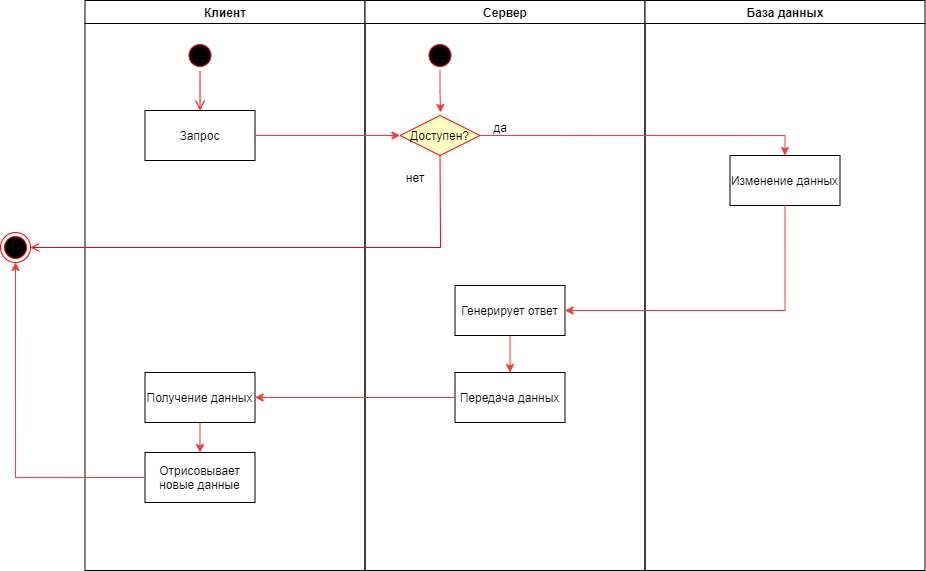 Клиент
Сервер
База данных
Запрос
Доступен?
да
нет
Изменение данных
Генерирует ответ
Передача данных
Получение данных
Отрисовывает
новые данные